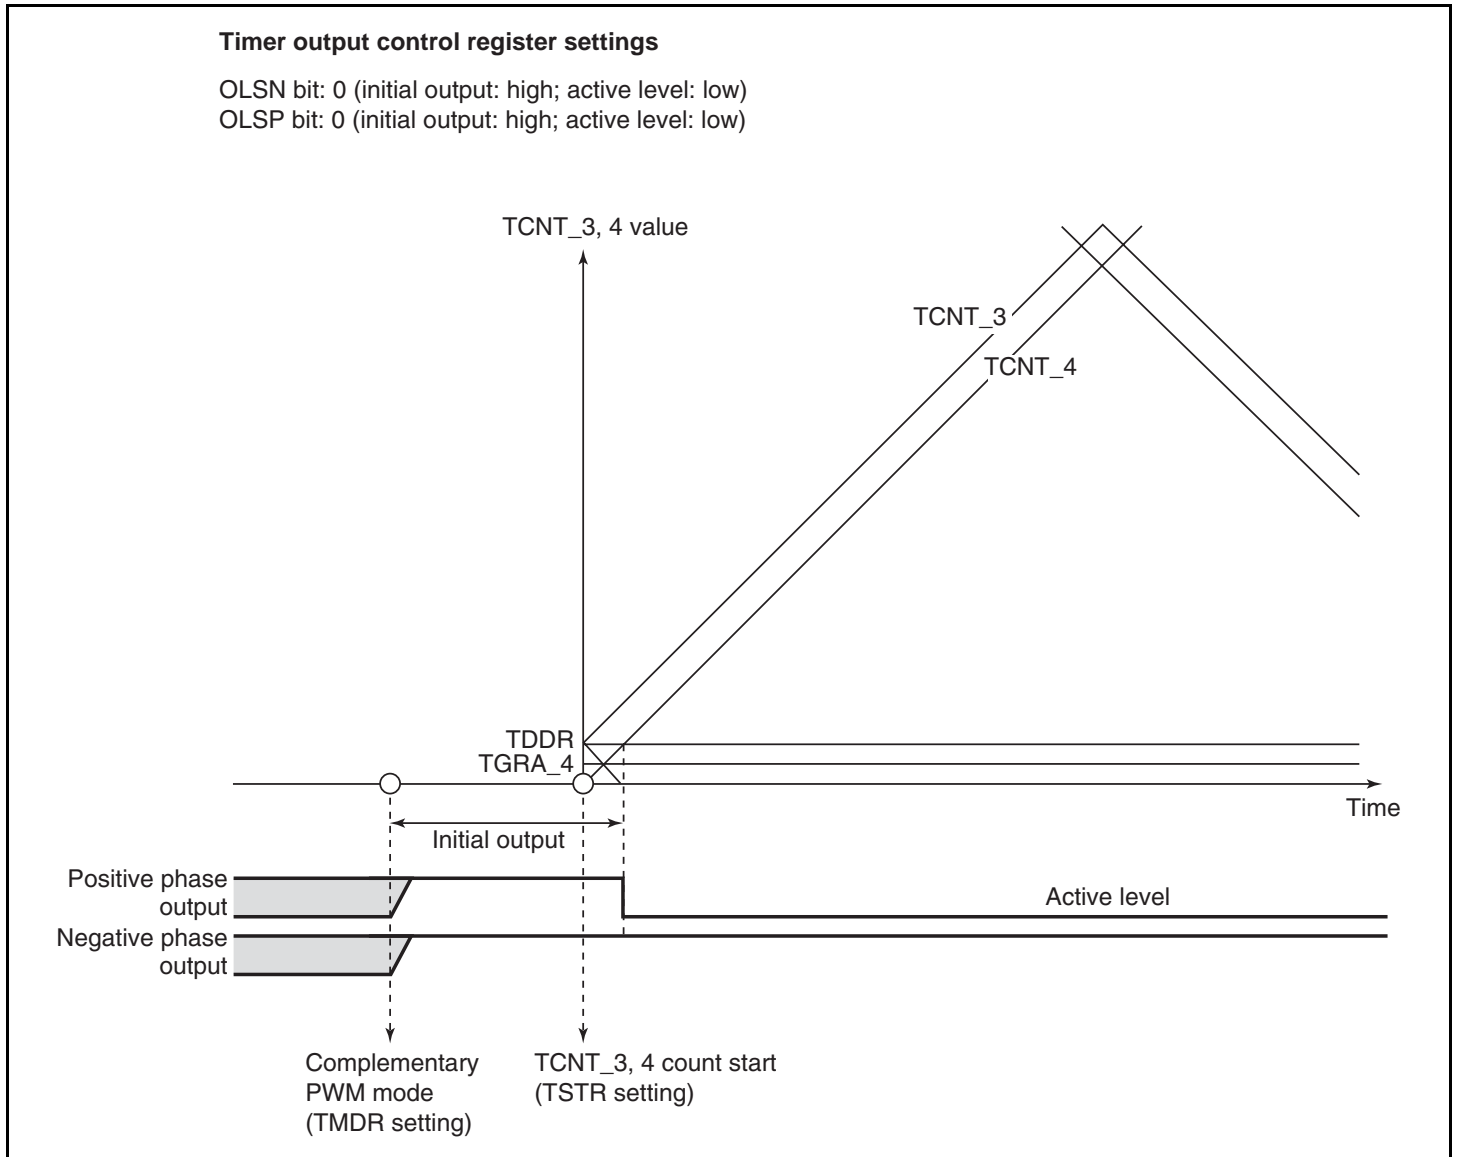 Timer output control register settings
OLSN bit: 0 (initial output: high; active level: low)
OLSP bit: 0 (initial output: high; active level: low)
TCNT_3, 4 value
TCNT_3
TCNT_4
TDDR
TGRA_4
Time
Initial output
Positive phase
output
Active level
Negative phase
output
Complementary
PWM mode
(TMDR setting)
TCNT_3, 4 count start
(TSTR setting)